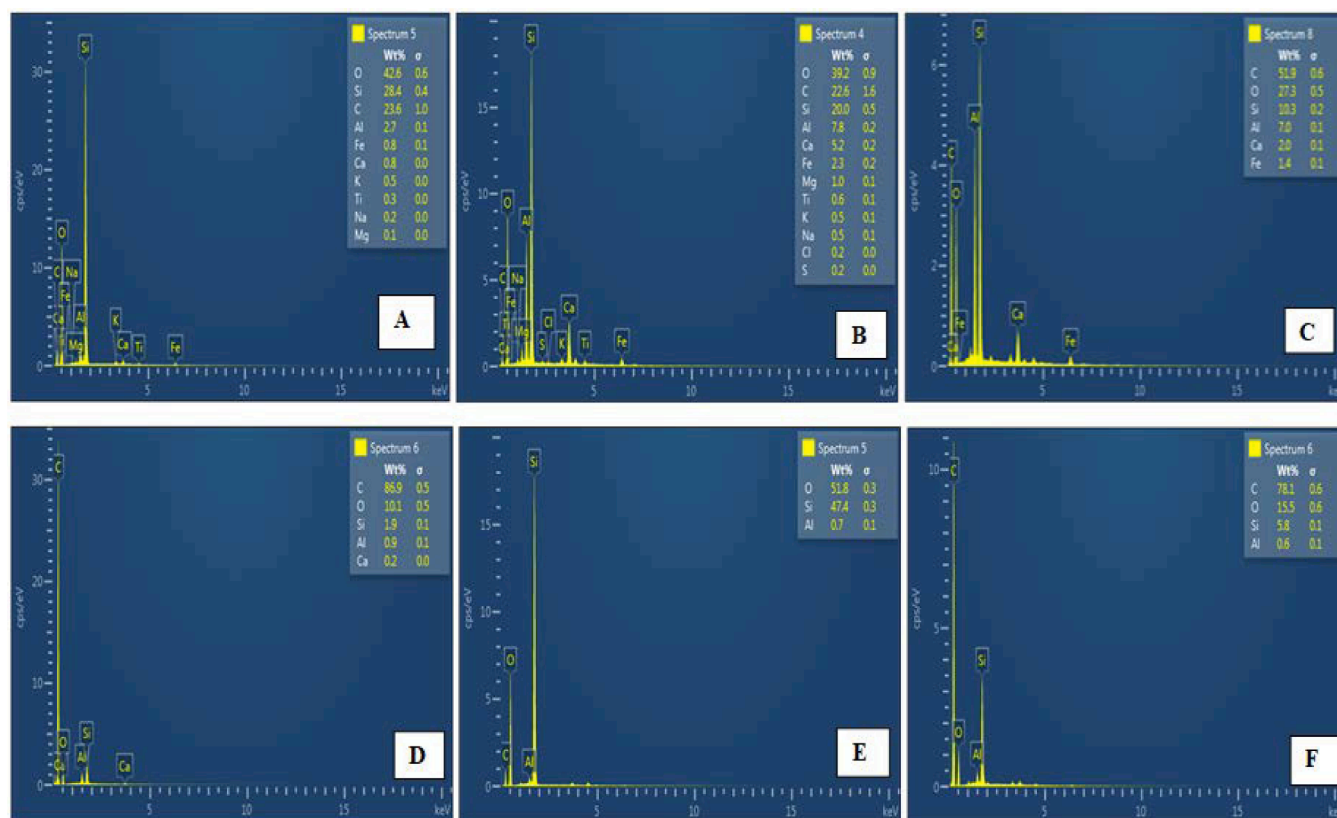 Spectrum 5
Wt% σ
O 42.6 0.6
Si 28.4 0.4
C 23.6 1.0
Al 2.7 0.1
Fe 0.8 0.1
Ca 0.8 0.0
K 0.5 0.0
Ti 0.3 0.0
Na 0.2 0.0
Mg 0.1 0.0
cps/eV
30
20
10
0
Si
O
C
Na
Fe
Ca
Al
Mg
K
Ca
Ti
Fe
5 10 15 keV
A
Spectrum 4
Wt% σ
O 39.2 0.9
C 22.6 1.6
Si 20.0 0.5
Al 7.8 0.2
Ca 5.2 0.2
Fe 2.3 0.2
Mg 1.0 0.1
Ti 0.6 0.1
K 0.5 0.1
Na 0.5 0.1
Cl 0.2 0.0
S 0.2 0.0
cps/eV
15
10
5
0
Si
O
Al
C
Na
Fe
Ti
Mg
Ca
S
Cl
K
Ca
Ti
Fe
5 10 15 keV
B
Spectrum 8
Wt% σ
C 51.9 0.6
O 27.3 0.5
Si 10.3 0.2
Al 7.0 0.1
Ca 2.0 0.1
Fe 1.4 0.1
cps/eV
6
4
2
0
Si
Al
C
O
Fe
Ca
Ca
Fe
5 10 15 keV
C
Spectrum 6
Wt% σ
C 86.9 0.5
O 10.1 0.5
Si 1.9 0.1
Al 0.9 0.1
Ca 0.2 0.0
cps/eV
30
20
10
0
C
O
Ca
Al
Si
Ca
5 10 15 keV
D
Spectrum 5
Wt% σ
O 51.8 0.3
Si 47.4 0.3
Al 0.7 0.1
cps/eV
15
10
5
0
Si
O
C
Al
5 10 15 keV
E
Spectrum 6
Wt% σ
C 78.1 0.6
O 15.5 0.6
Si 5.8 0.1
Al 0.6 0.1
cps/eV
10
5
0
C
O
Al
Si
5 10 15 keV
F